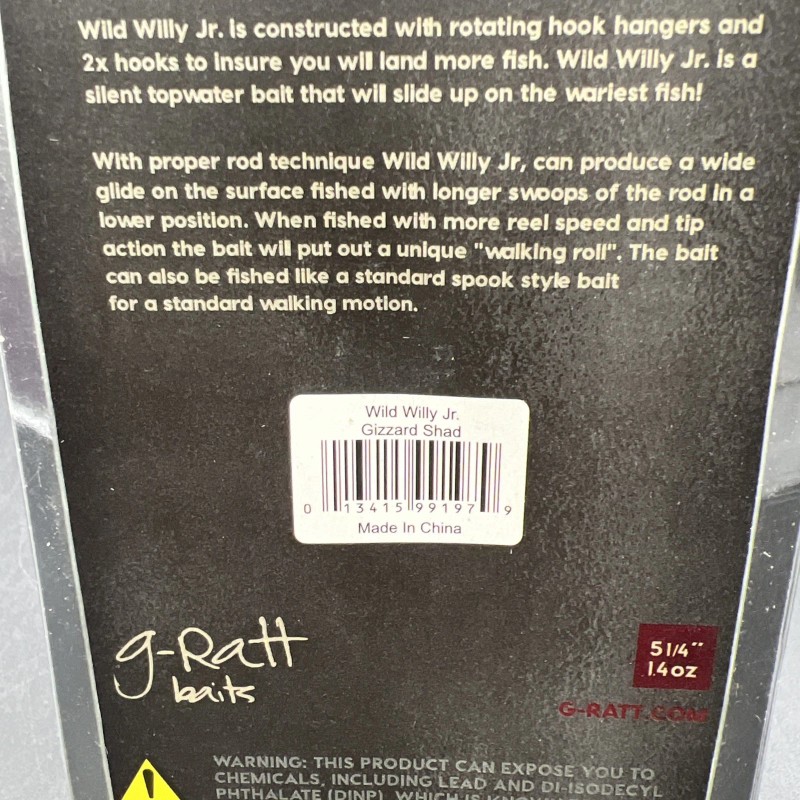 Wild Willy Jr. is constructed with rotating hook hangers and
2x hooks to insure you will land more fish. Wild Willy Jr. is a
silent topwater bait that will slide up on the wariest fish!
With proper rod technique Wild Willy Jr, can produce a wide
glide on the surface fished with longer swoops of the rod in a
lower position. When fished with more reel speed and tip
action the bait will put out a unique "walking roll". The bait
can also be fished like a standard spook style bait
for a standard walking motion.
Wild Willy Jr.
Gizzard Shad
0 13415 99197 9
Made In China
g-Ratt
baits
5 1/4"
1.4oz
G-RATT.COM
WARNING: THIS PRODUCT CAN EXPOSE YOU TO
CHEMICALS, INCLUDING LEAD AND DI-ISODECYL
PHTHALATE (DINP), WHICH IS